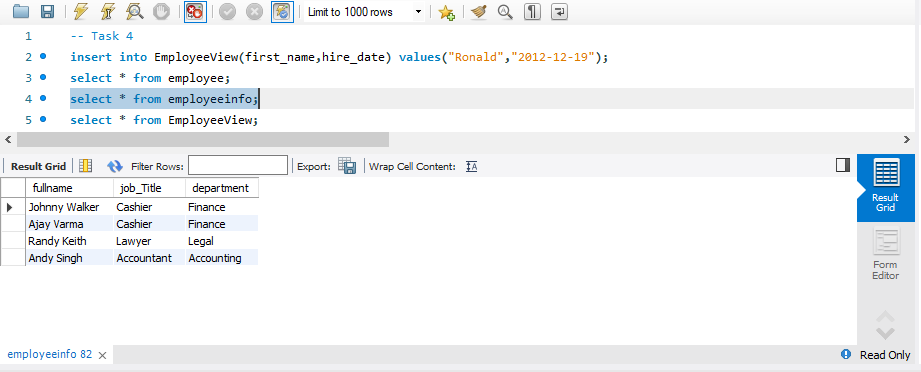 Limit to 1000 rows
1 -- Task 4
2 insert into EmployeeView(first_name,hire_date) values("Ronald","2012-12-19");
3 select * from employee;
4 select * from employeeinfo;
5 select * from EmployeeView;
Result Grid Filter Rows: Export: Wrap Cell Content:
fullname job_Title department
Johnny Walker Cashier Finance
Ajay Varma Cashier Finance
Randy Keith Lawyer Legal
Andy Singh Accountant Accounting
Result
Grid
Form
Editor
employeeinfo 82 Read Only